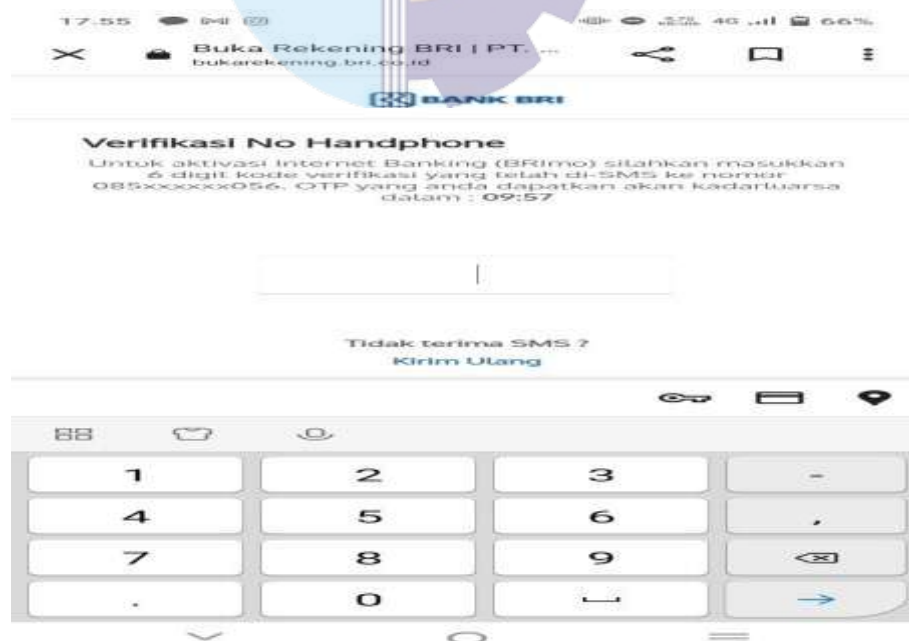 17.55
4G
66%
Buka Rekening BRI | PT. ...
bukarekening.bri.co.id
BANK BRI
Verifikasi No Handphone
Untuk aktivasi Internet Banking (BRImo) silahkan masukkan
6 digit kode verifikasi yang telah di-SMS ke nomor
085xxxxxx056. OTP yang anda dapatkan akan kadarluarsa
dalam : 09:57
Tidak terima SMS ?
Kirim Ulang
1 2 3 -
4 5 6 ,
7 8 9
. 0